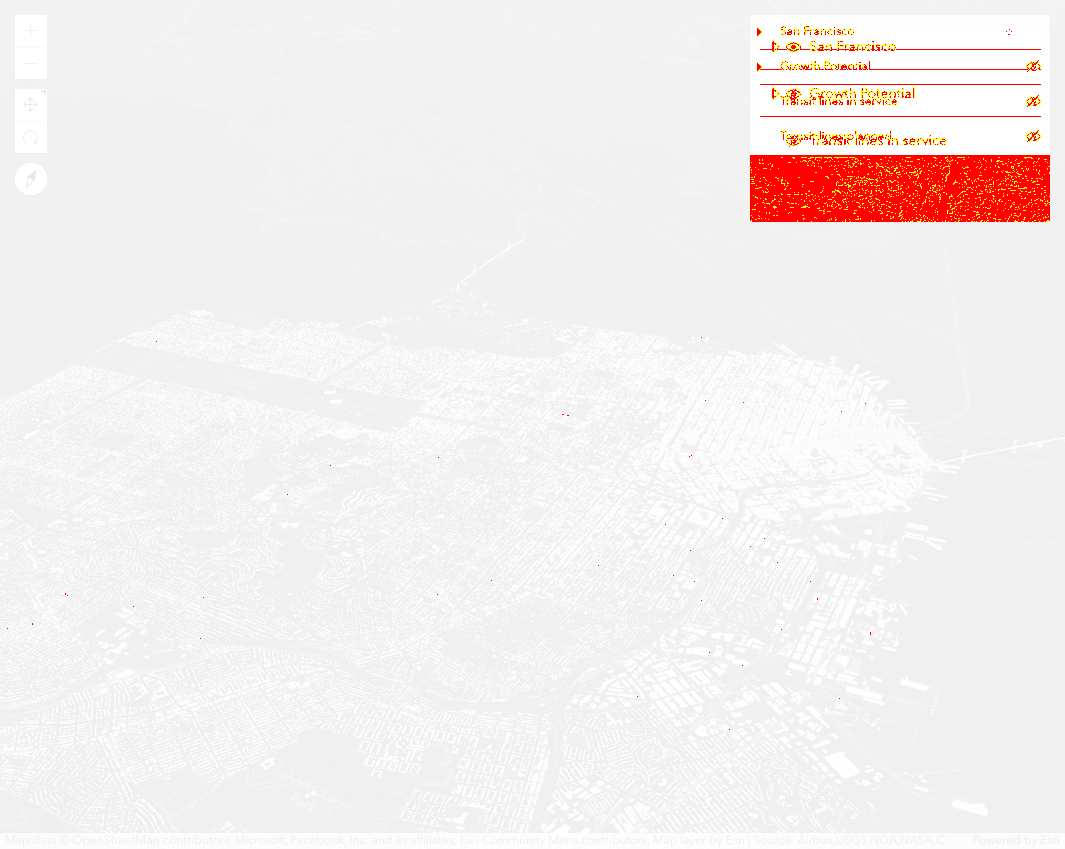 San Francisco
San Francisco
Growth Potential
Growth Potential
Transit lines in service
Transit lines planned
Transit lines in service
Map data © OpenStreetMap contributors, Microsoft, Facebook, Inc. and its affiliates, Esri Community Maps contributors, Map layer by Esri | Source: Airbus,USGS,NGA,NASA,C... Powered by Esri